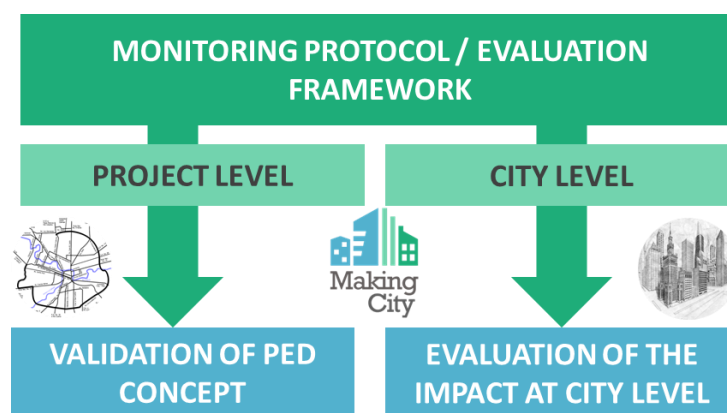 MONITORING PROTOCOL / EVALUATION
FRAMEWORK
PROJECT LEVEL
CITY LEVEL
Making
City
VALIDATION OF PED
CONCEPT
EVALUATION OF THE
IMPACT AT CITY LEVEL